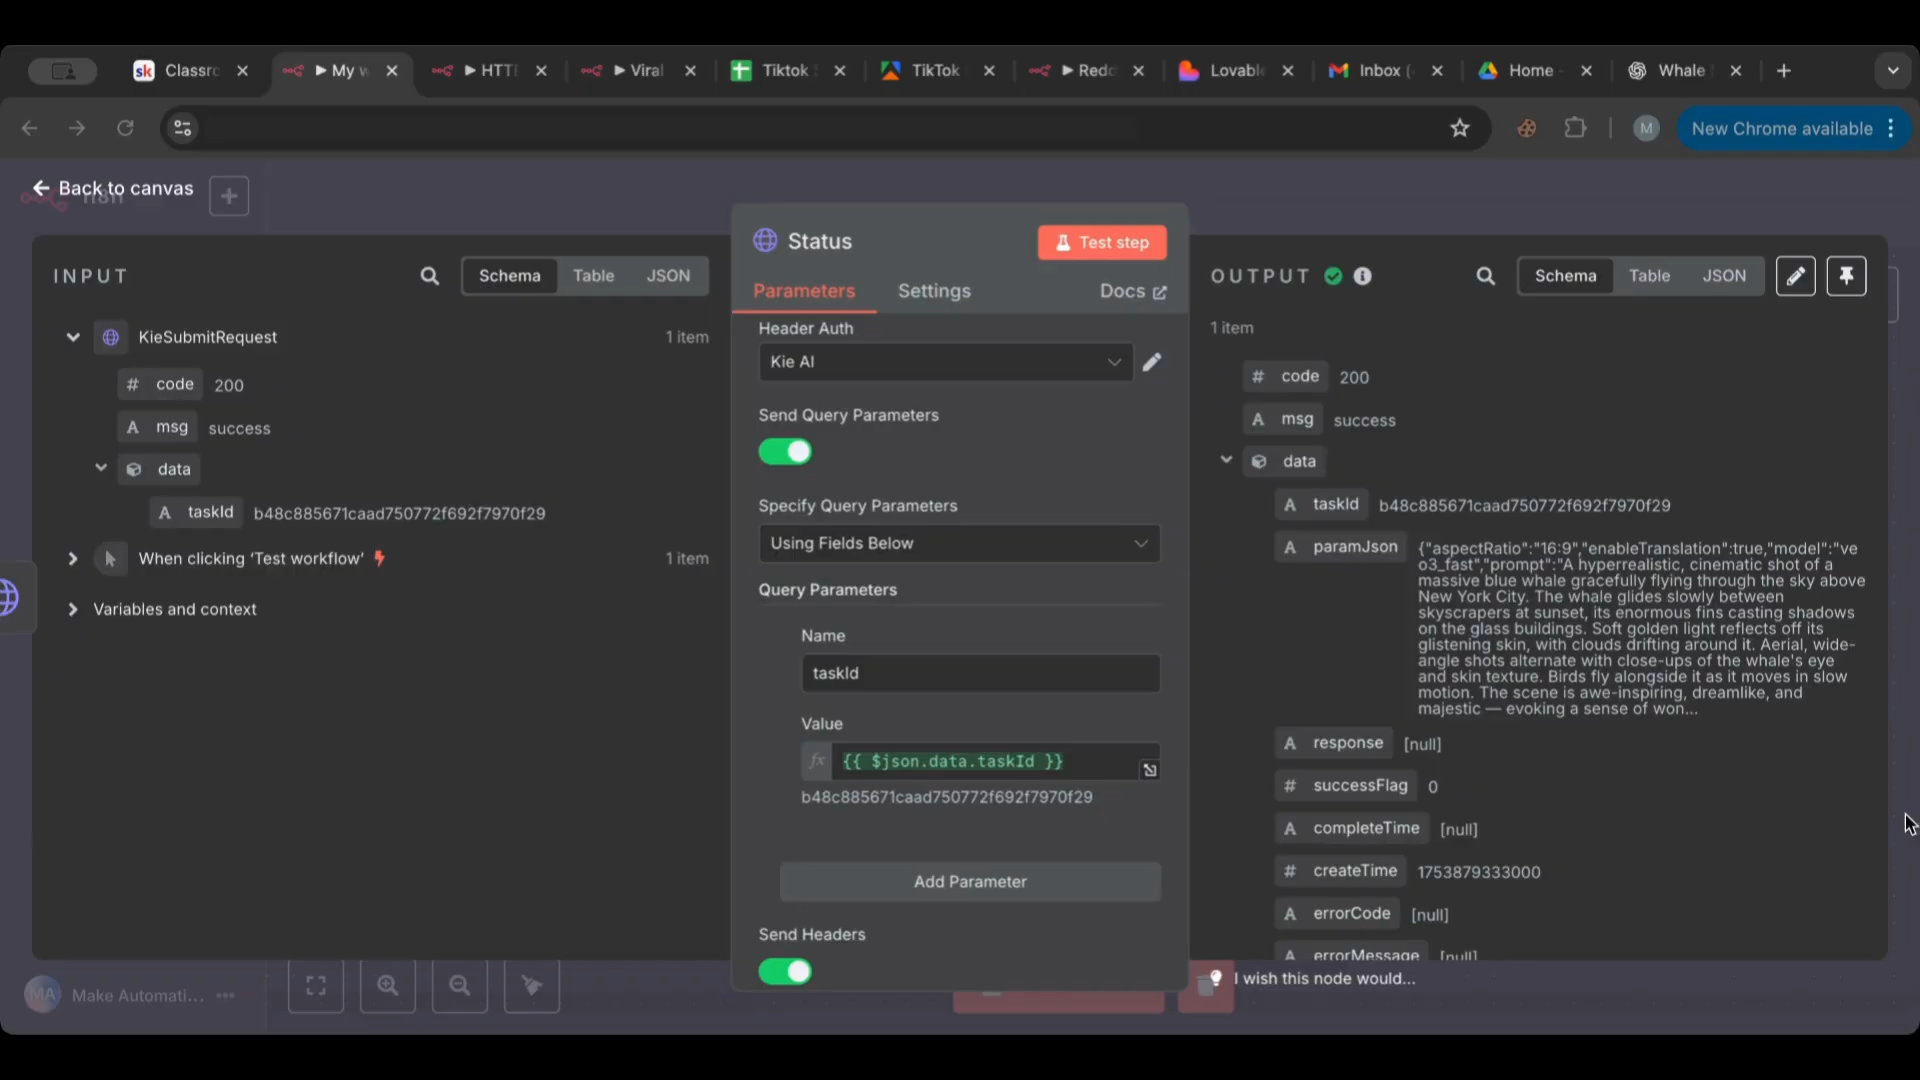 Classro
My w
HTTI
Viral
Tiktok
TikTok
Redc
Lovable
Inbox (
Home -
Whale
M
New Chrome available
Back to canvas
n8n
INPUT
Schema
Table
JSON
KieSubmitRequest
1 item
# code
200
A msg
success
data
A taskId
b48c885671caad750772f692f7970f29
When clicking ‘Test workflow’
1 item
Variables and context
Status
Test step
Parameters
Settings
Docs
Header Auth
Kie AI
Send Query Parameters
Specify Query Parameters
Using Fields Below
Query Parameters
Name
taskId
Value
fx
{{ $json.data.taskId }}
b48c885671caad750772f692f7970f29
Add Parameter
Send Headers
OUTPUT
Schema
Table
JSON
1 item
# code
200
A msg
success
data
A taskId
b48c885671caad750772f692f7970f29
A paramJson
{"aspectRatio":"16:9","enableTranslation":true,"model":"ve
o3_fast","prompt":"A hyperrealistic, cinematic shot of a
massive blue whale gracefully flying through the sky above
New York City. The whale glides slowly between
skyscrapers at sunset, its enormous fins casting shadows
on the glass buildings. Soft golden light reflects off its
glistening skin, with clouds drifting around it. Aerial, wide-
angle shots alternate with close-ups of the whale's eye
and skin texture. Birds fly alongside it as it moves in slow
motion. The scene is awe-inspiring, dreamlike, and
majestic — evoking a sense of won...
A response
[null]
# successFlag
0
A completeTime
[null]
# createTime
1753879333000
A errorCode
[null]
A errorMessage
[null]
MA
Make Automati...
I wish this node would...